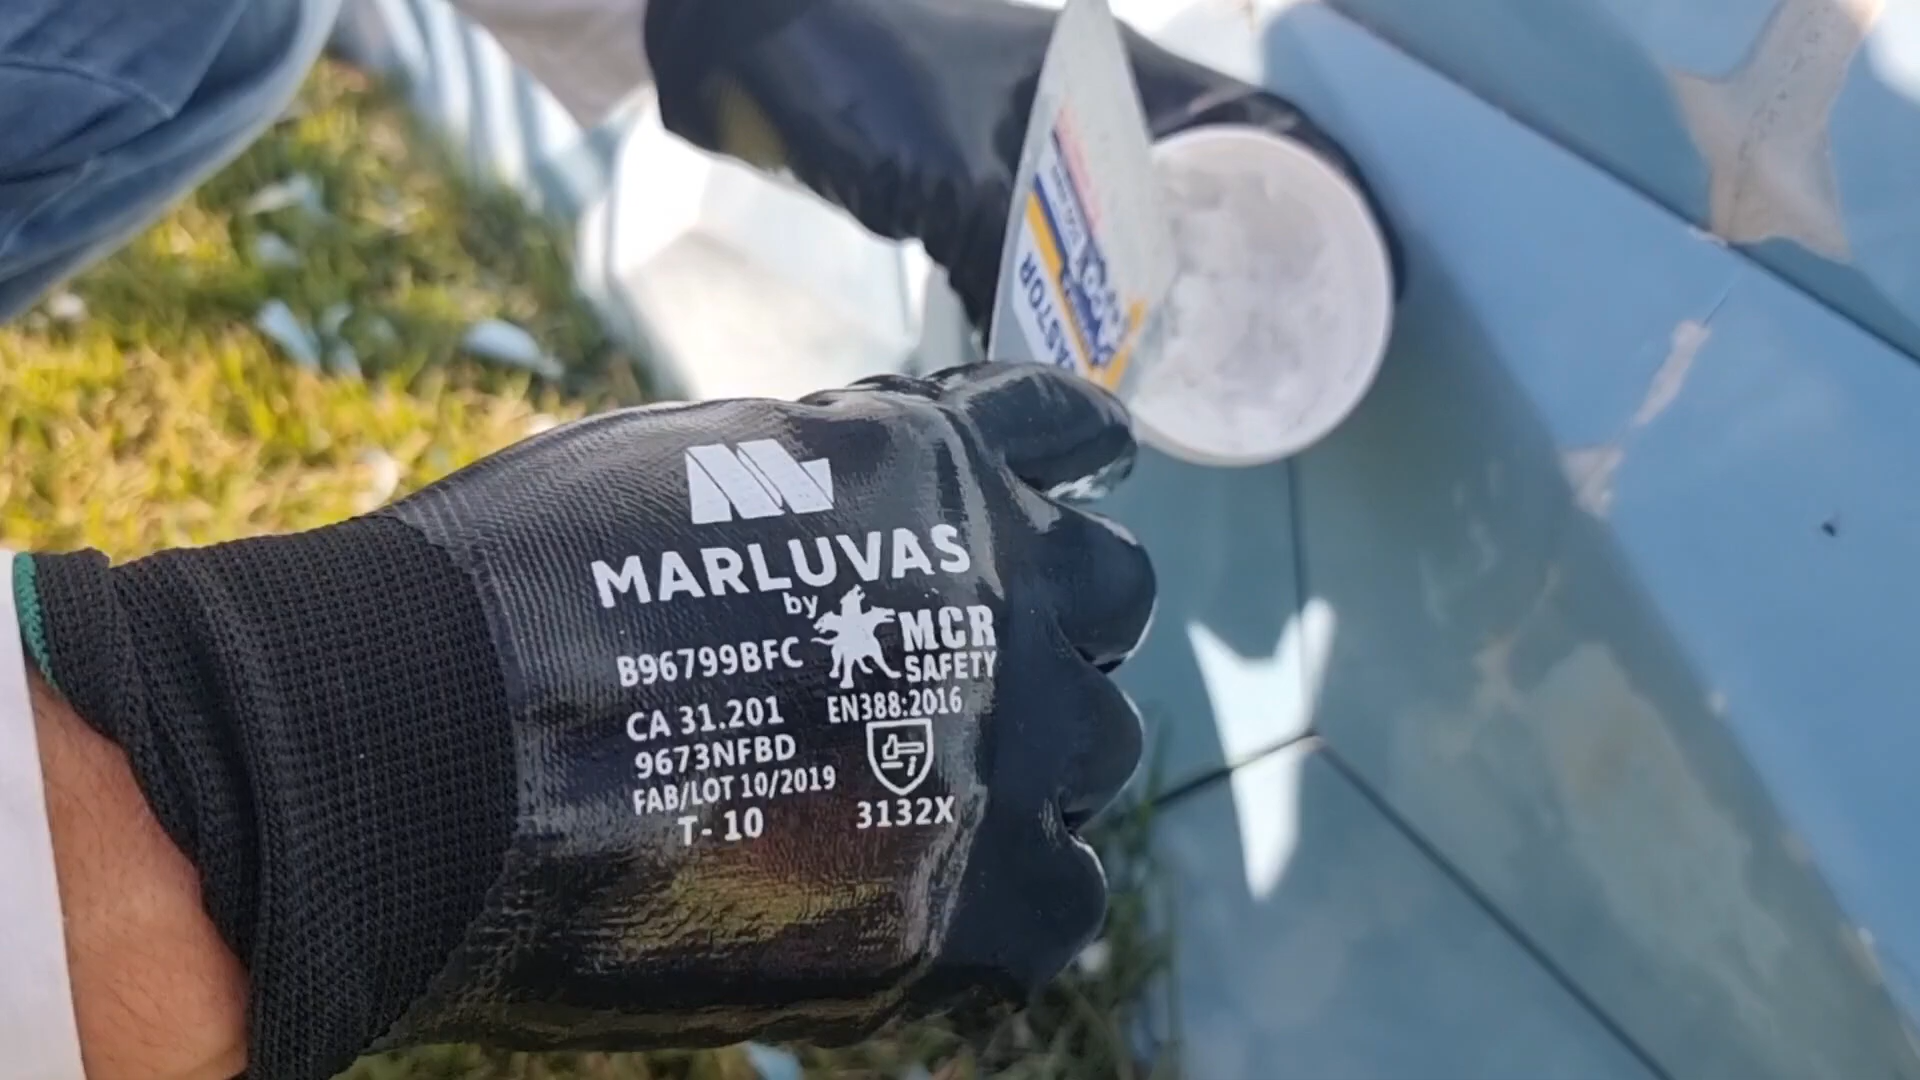 MARLUVAS
by MCR
SAFETY
B96799BFC
CA 31.201
9673NFBD
FAB/LOT 10/2019
T- 10
EN388:2016
3132X